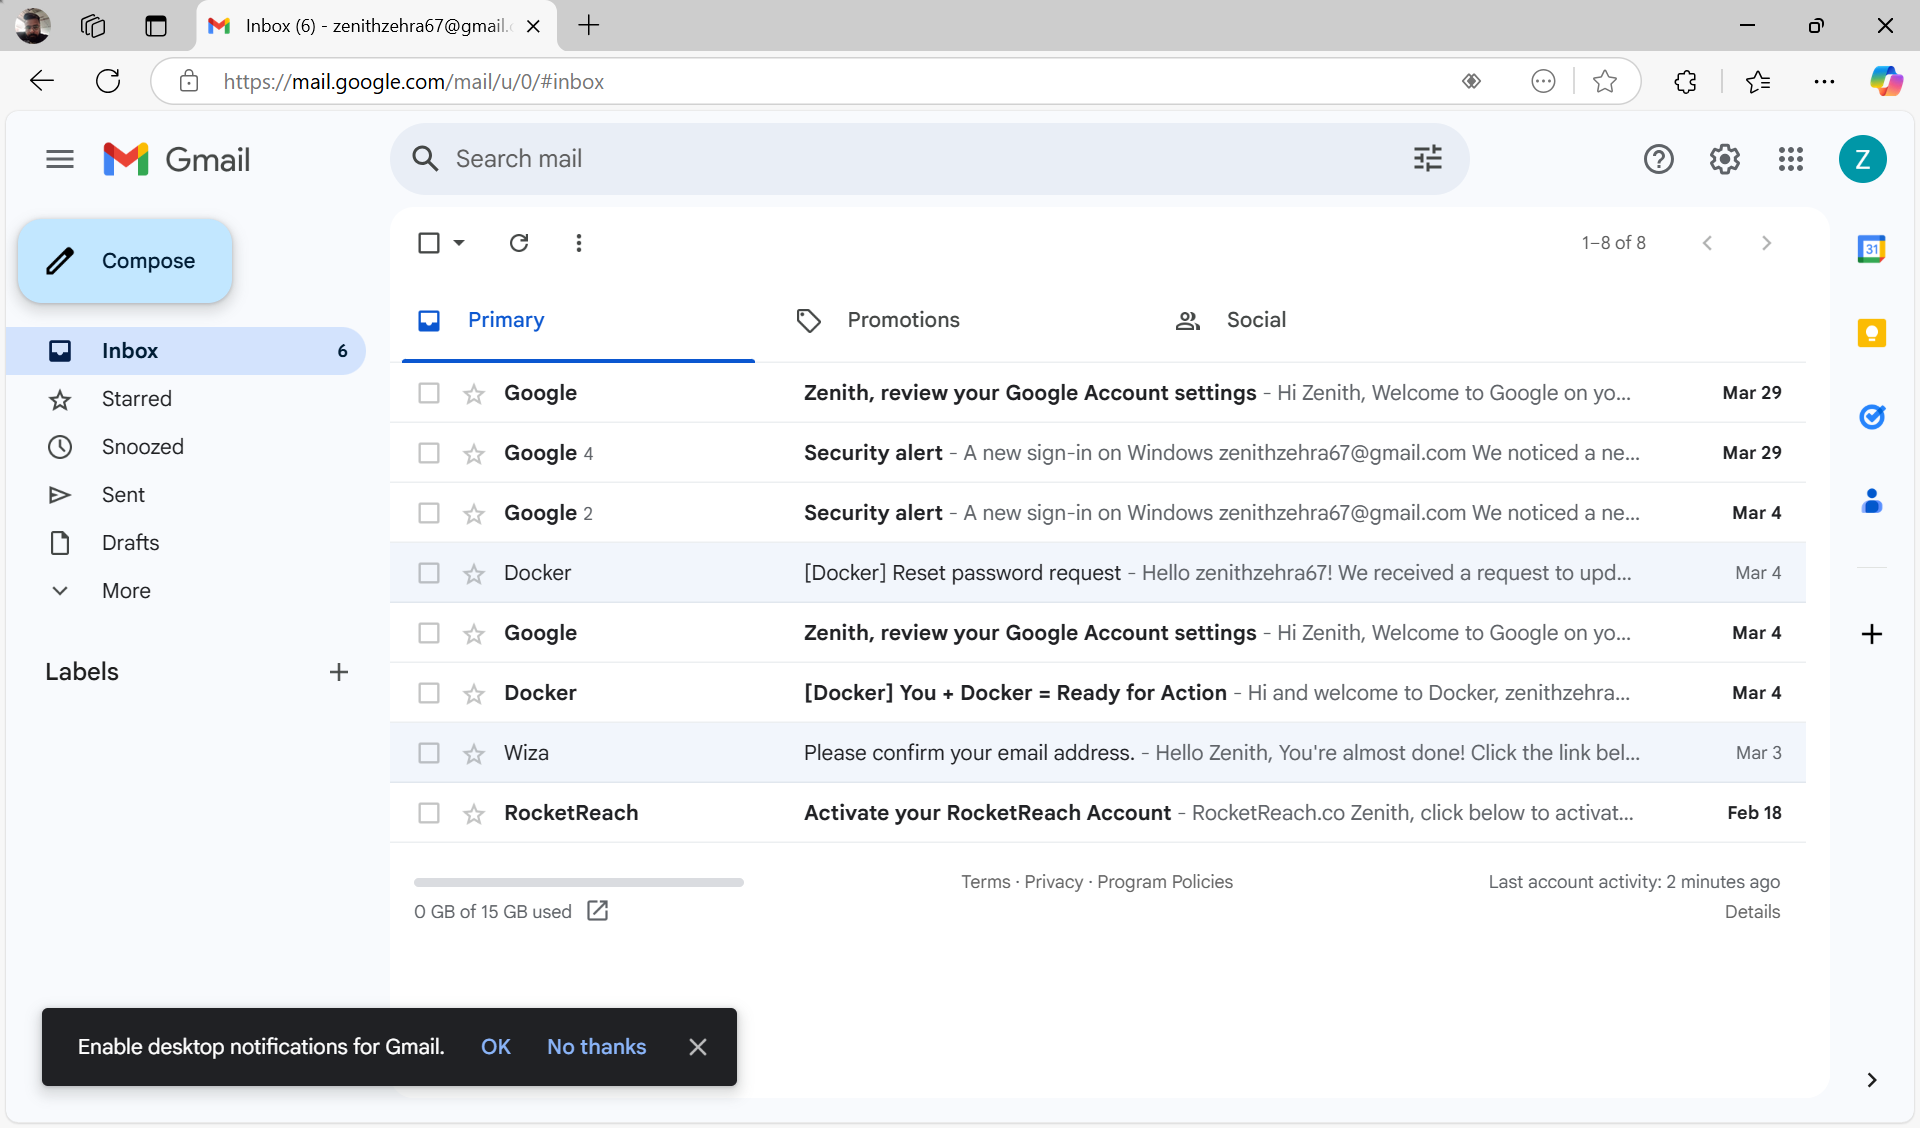 Inbox (6) - zenithzehra67@gmail.c
https://mail.google.com/mail/u/0/#inbox
Gmail
Search mail
Z
Compose
1–8 of 8
31
Primary
Promotions
Social
Inbox 6
Starred
Snoozed
Sent
Drafts
More
Labels
Google Zenith, review your Google Account settings - Hi Zenith, Welcome to Google on yo... Mar 29
Google 4 Security alert - A new sign-in on Windows zenithzehra67@gmail.com We noticed a ne... Mar 29
Google 2 Security alert - A new sign-in on Windows zenithzehra67@gmail.com We noticed a ne... Mar 4
Docker [Docker] Reset password request - Hello zenithzehra67! We received a request to upd... Mar 4
Google Zenith, review your Google Account settings - Hi Zenith, Welcome to Google on yo... Mar 4
Docker [Docker] You + Docker = Ready for Action - Hi and welcome to Docker, zenithzehra... Mar 4
Wiza Please confirm your email address. - Hello Zenith, You're almost done! Click the link bel... Mar 3
RocketReach Activate your RocketReach Account - RocketReach.co Zenith, click below to activat... Feb 18
0 GB of 15 GB used
Terms · Privacy · Program Policies
Last account activity: 2 minutes ago
Details
Enable desktop notifications for Gmail. OK No thanks